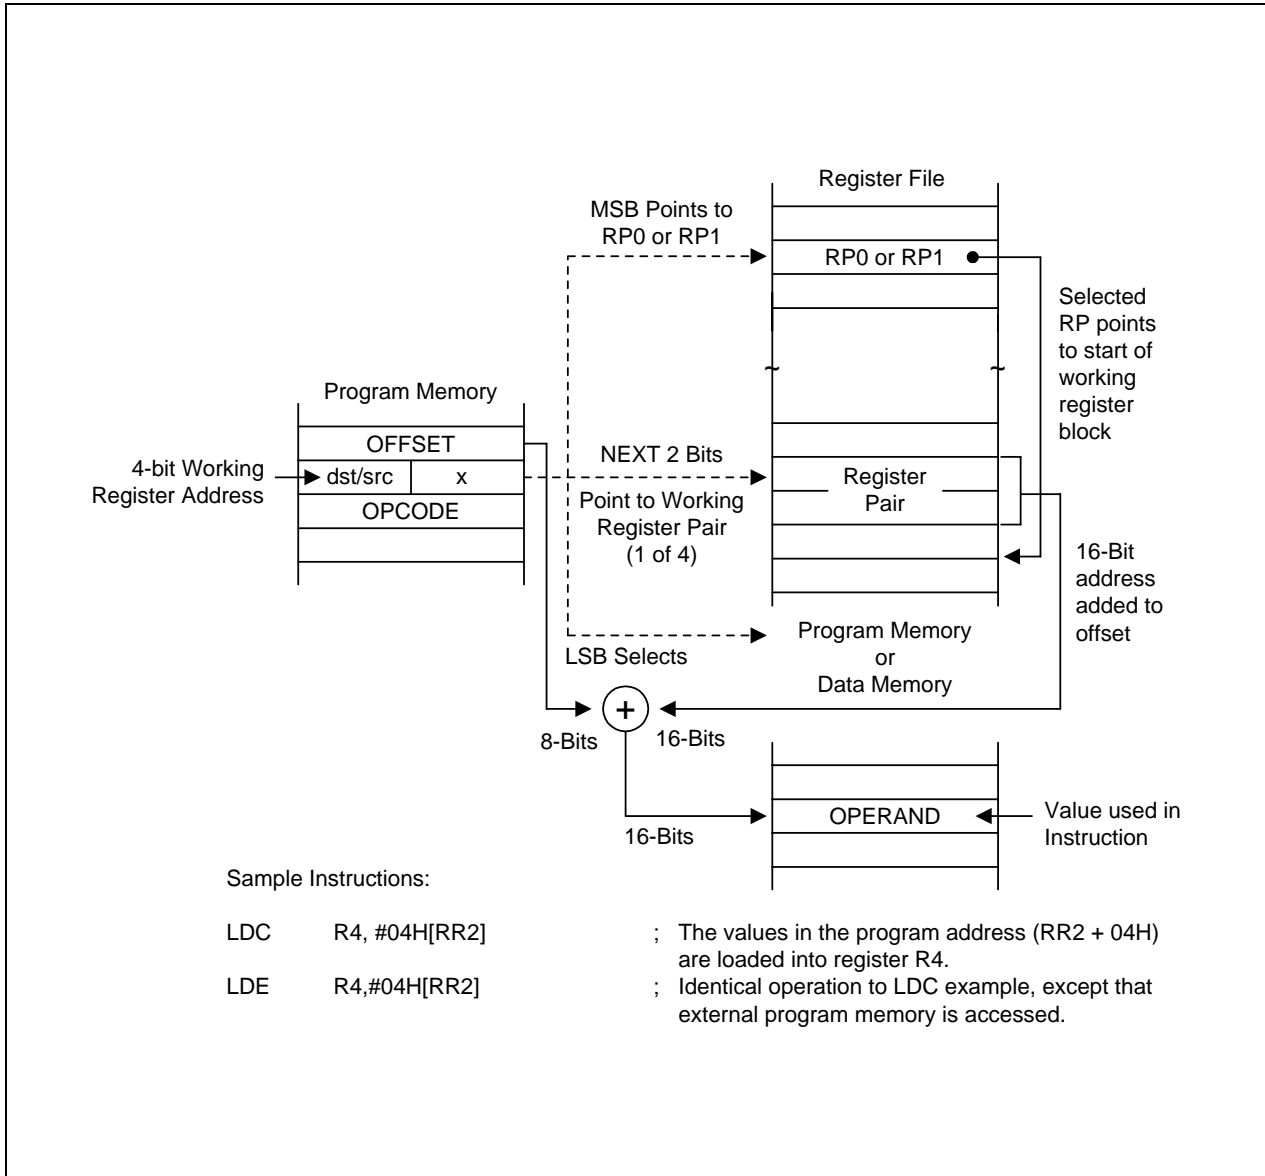 Register File
MSB Points to
RP0 or RP1
RP0 or RP1
Selected
RP points
to start of
working
register
block
~
~
Program Memory
OFFSET
4-bit Working
Register Address
dst/src
x
OPCODE
NEXT 2 Bits
Point to Working
Register Pair
(1 of 4)
Register
Pair
16-Bit
address
added to
offset
LSB Selects
Program Memory
or
Data Memory
+
8-Bits
16-Bits
16-Bits
OPERAND
Value used in
Instruction
Sample Instructions:
LDC R4, #04H[RR2] ; The values in the program address (RR2 + 04H)
are loaded into register R4.
LDE R4,#04H[RR2] ; Identical operation to LDC example, except that
external program memory is accessed.